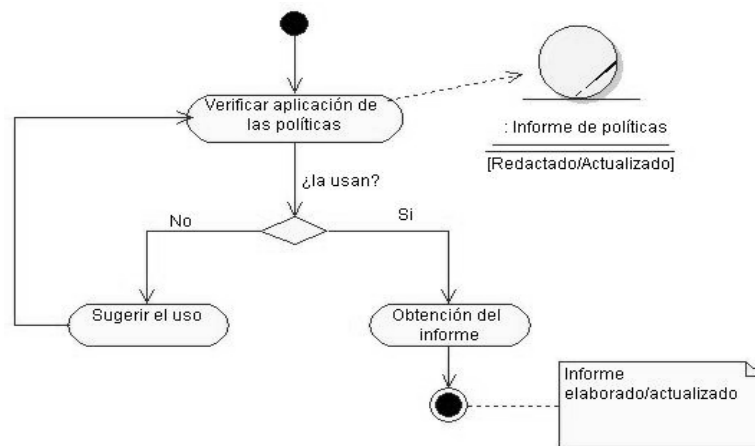 Verificar aplicación de
las políticas
: Informe de políticas
[Redactado/Actualizado]
¿la usan?
No
Si
Sugerir el uso
Obtención del
informe
Informe
elaborado/actualizado